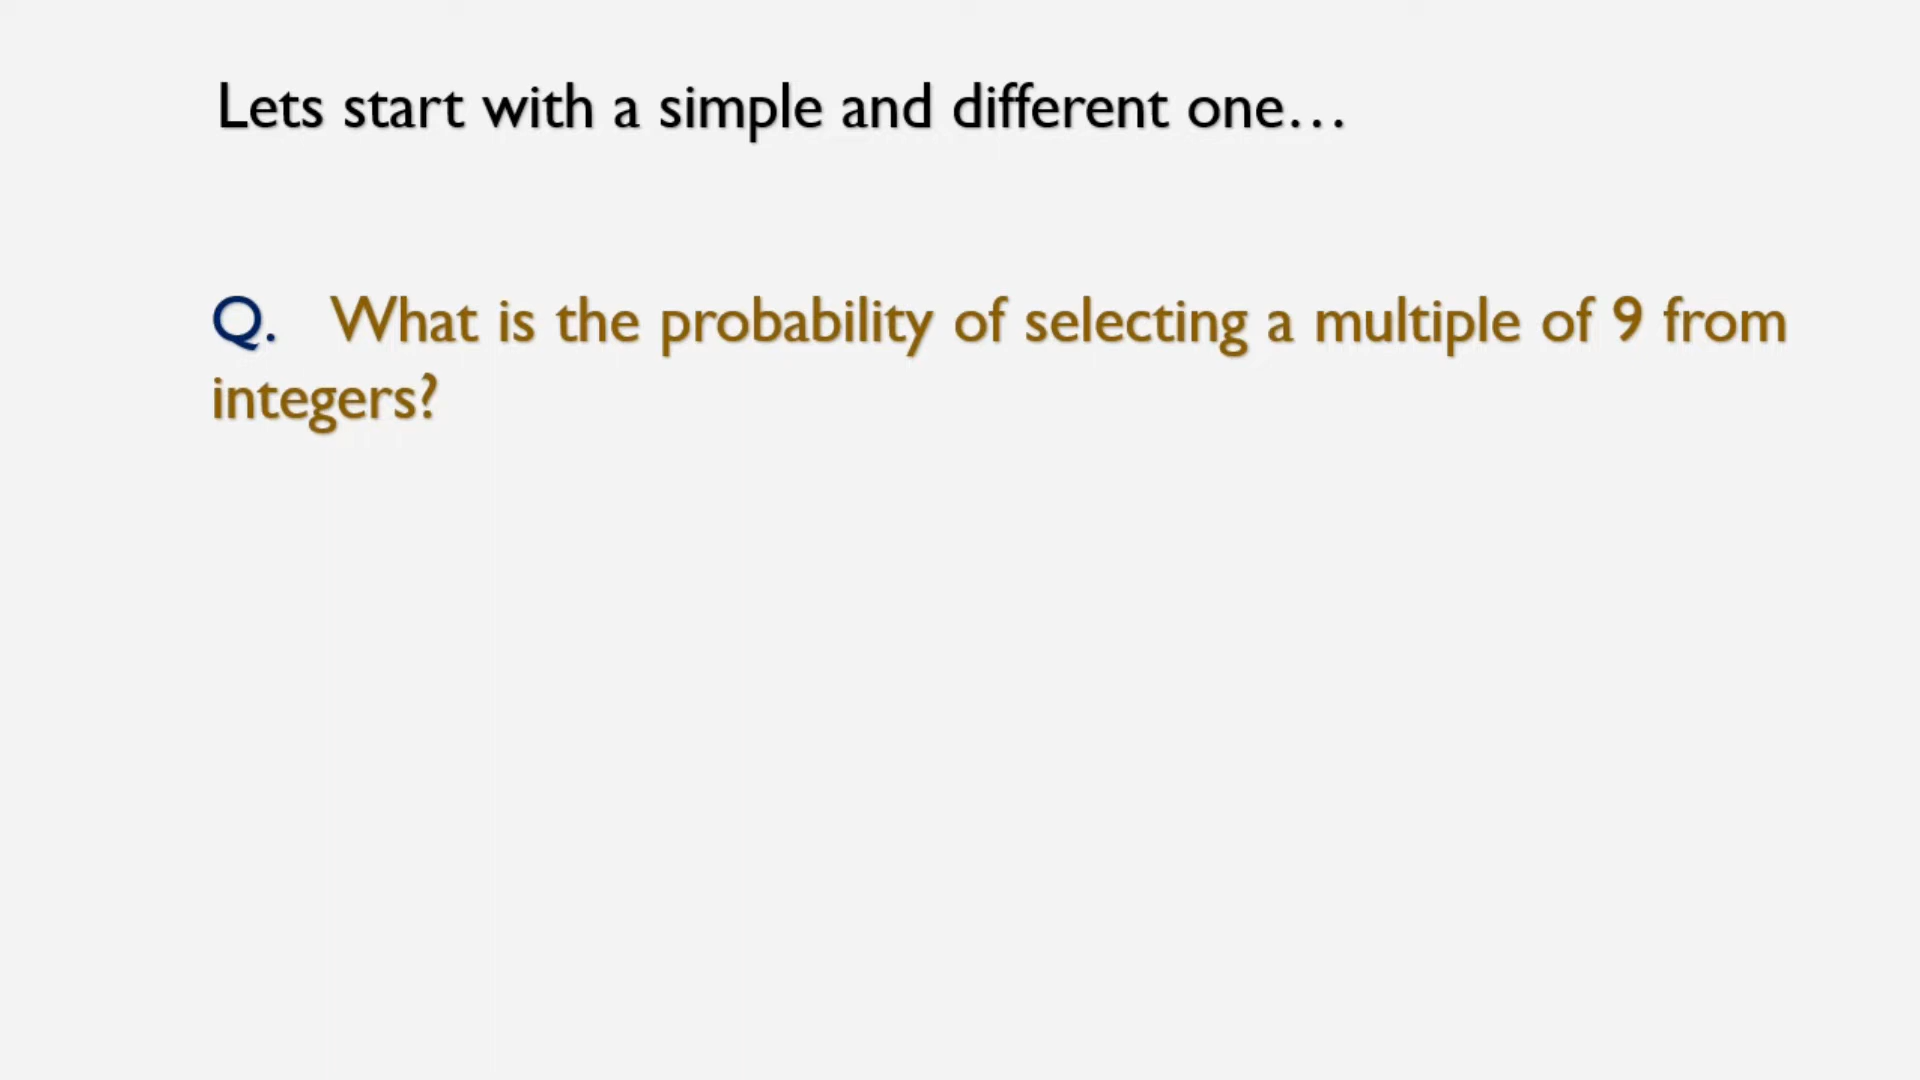 Lets start with a simple and different one...
Q. What is the probability of selecting a multiple of 9 from
integers?